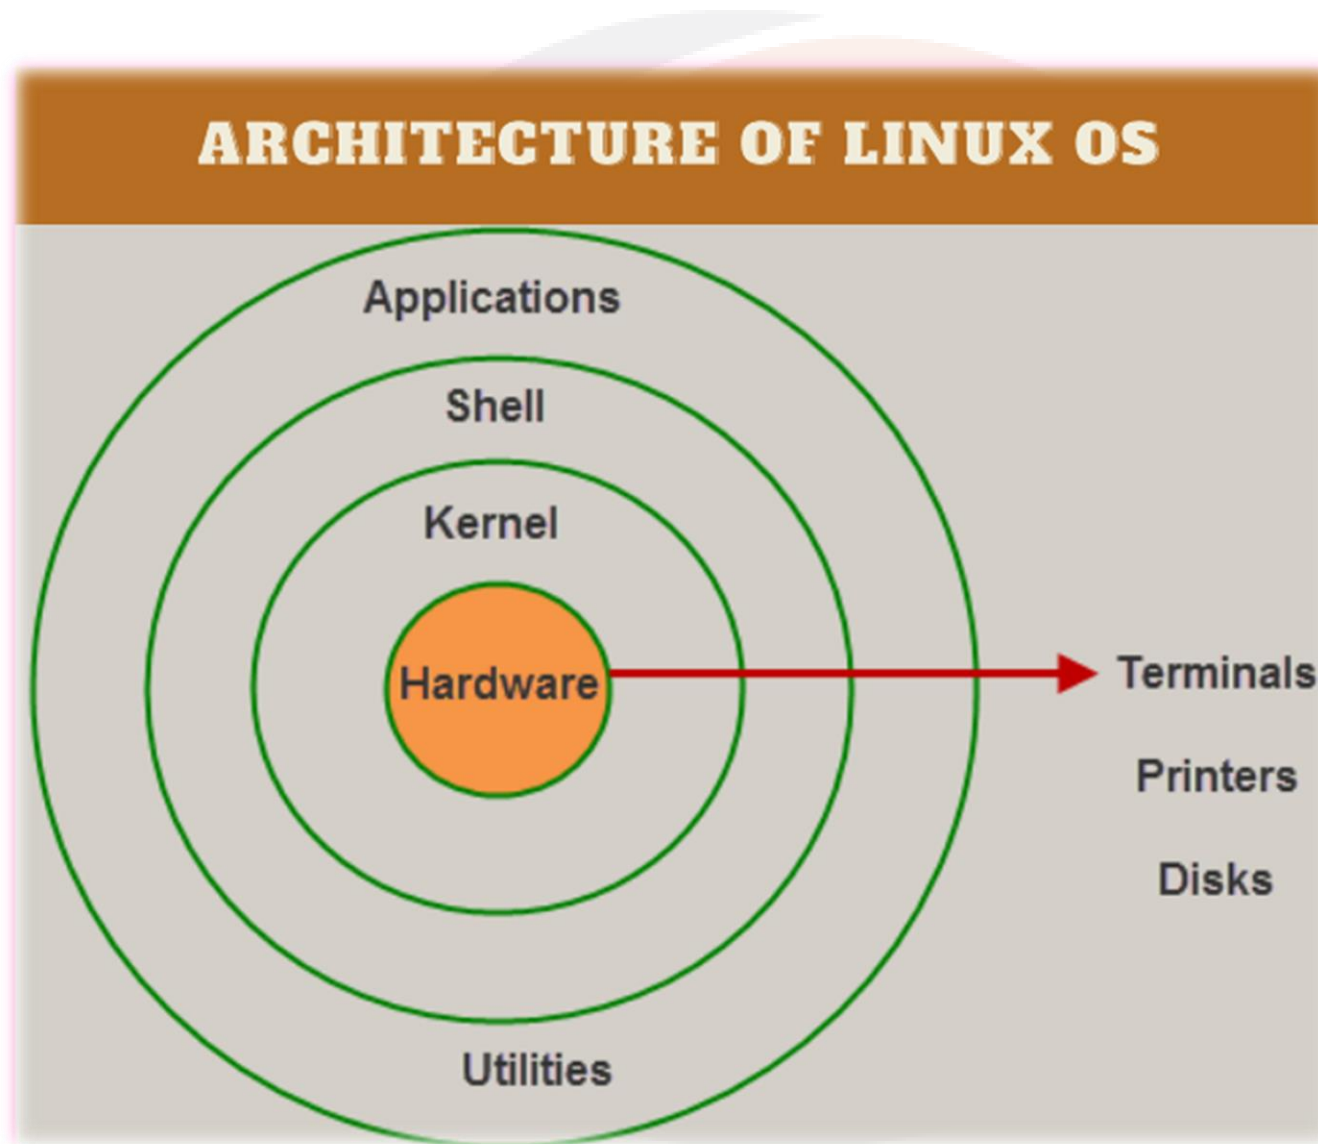 ARCHITECTURE OF LINUX OS
Applications
Shell
Kernel
Hardware
Terminals
Printers
Disks
Utilities